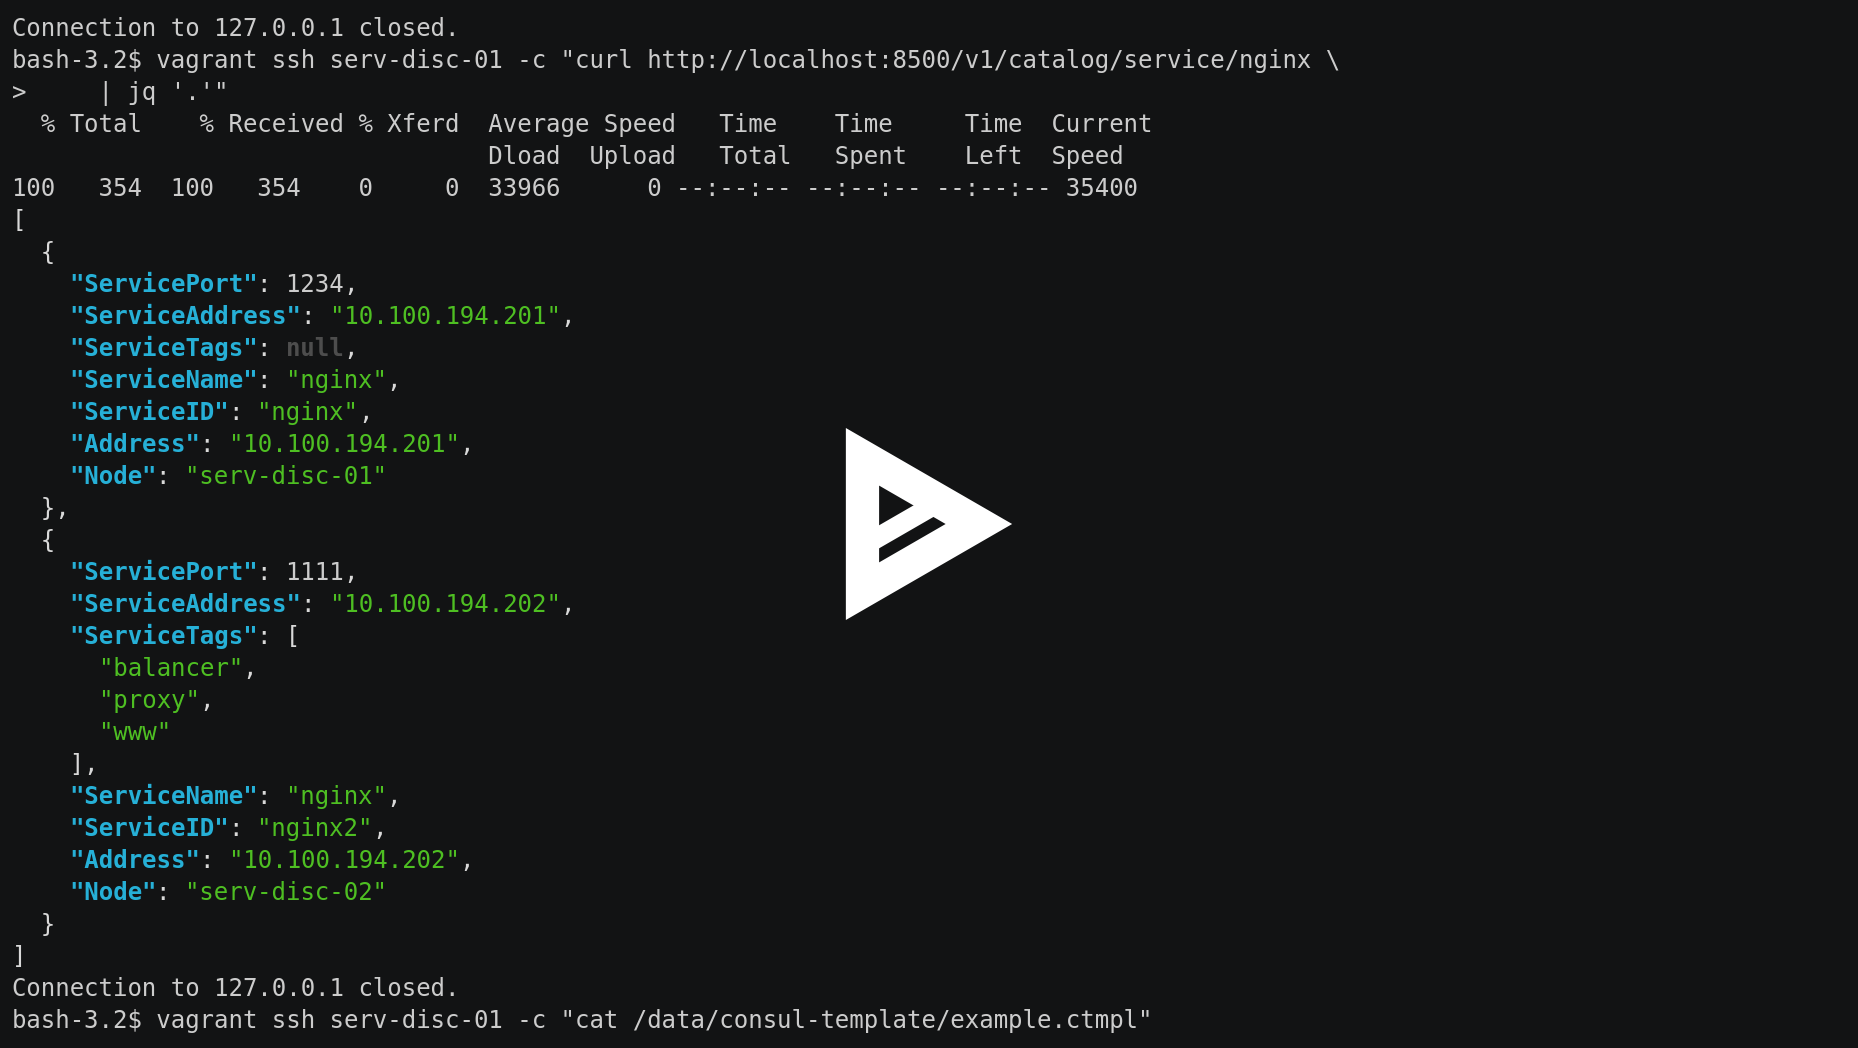 Connection to 127.0.0.1 closed.
bash-3.2$ vagrant ssh serv-disc-01 -c "curl http://localhost:8500/v1/catalog/service/nginx \
>     | jq '.'"
  % Total    % Received % Xferd  Average Speed   Time    Time     Time  Current
                                 Dload  Upload   Total   Spent    Left  Speed
100   354  100   354    0     0  33966      0 --:--:-- --:--:-- --:--:-- 35400
[
  {
    "ServicePort": 1234,
    "ServiceAddress": "10.100.194.201",
    "ServiceTags": null,
    "ServiceName": "nginx",
    "ServiceID": "nginx",
    "Address": "10.100.194.201",
    "Node": "serv-disc-01"
  },
  {
    "ServicePort": 1111,
    "ServiceAddress": "10.100.194.202",
    "ServiceTags": [
      "balancer",
      "proxy",
      "www"
    ],
    "ServiceName": "nginx",
    "ServiceID": "nginx2",
    "Address": "10.100.194.202",
    "Node": "serv-disc-02"
  }
]
Connection to 127.0.0.1 closed.
bash-3.2$ vagrant ssh serv-disc-01 -c "cat /data/consul-template/example.ctmpl"